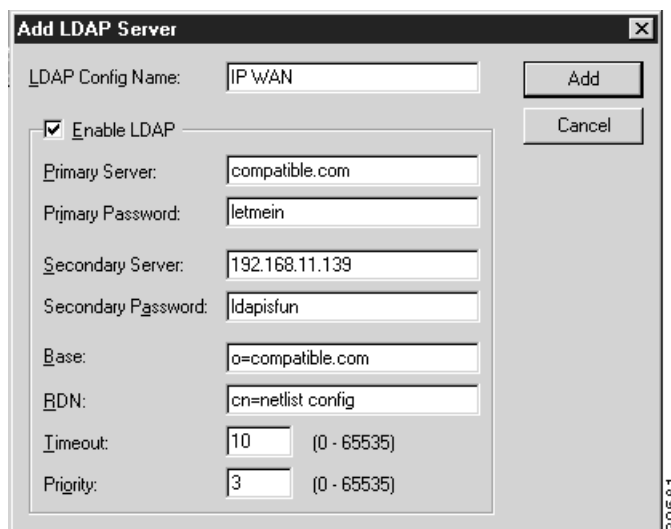 Add LDAP Server
LDAP Config Name: IP WAN
Add
Enable LDAP
Cancel
Primary Server: compatible.com
Primary Password: letmein
Secondary Server: 192.168.11.139
Secondary Password: ldapisfun
Base: o=compatible.com
RDN: cn=netlist config
Timeout: 10 (0 - 65535)
Priority: 3 (0 - 65535)